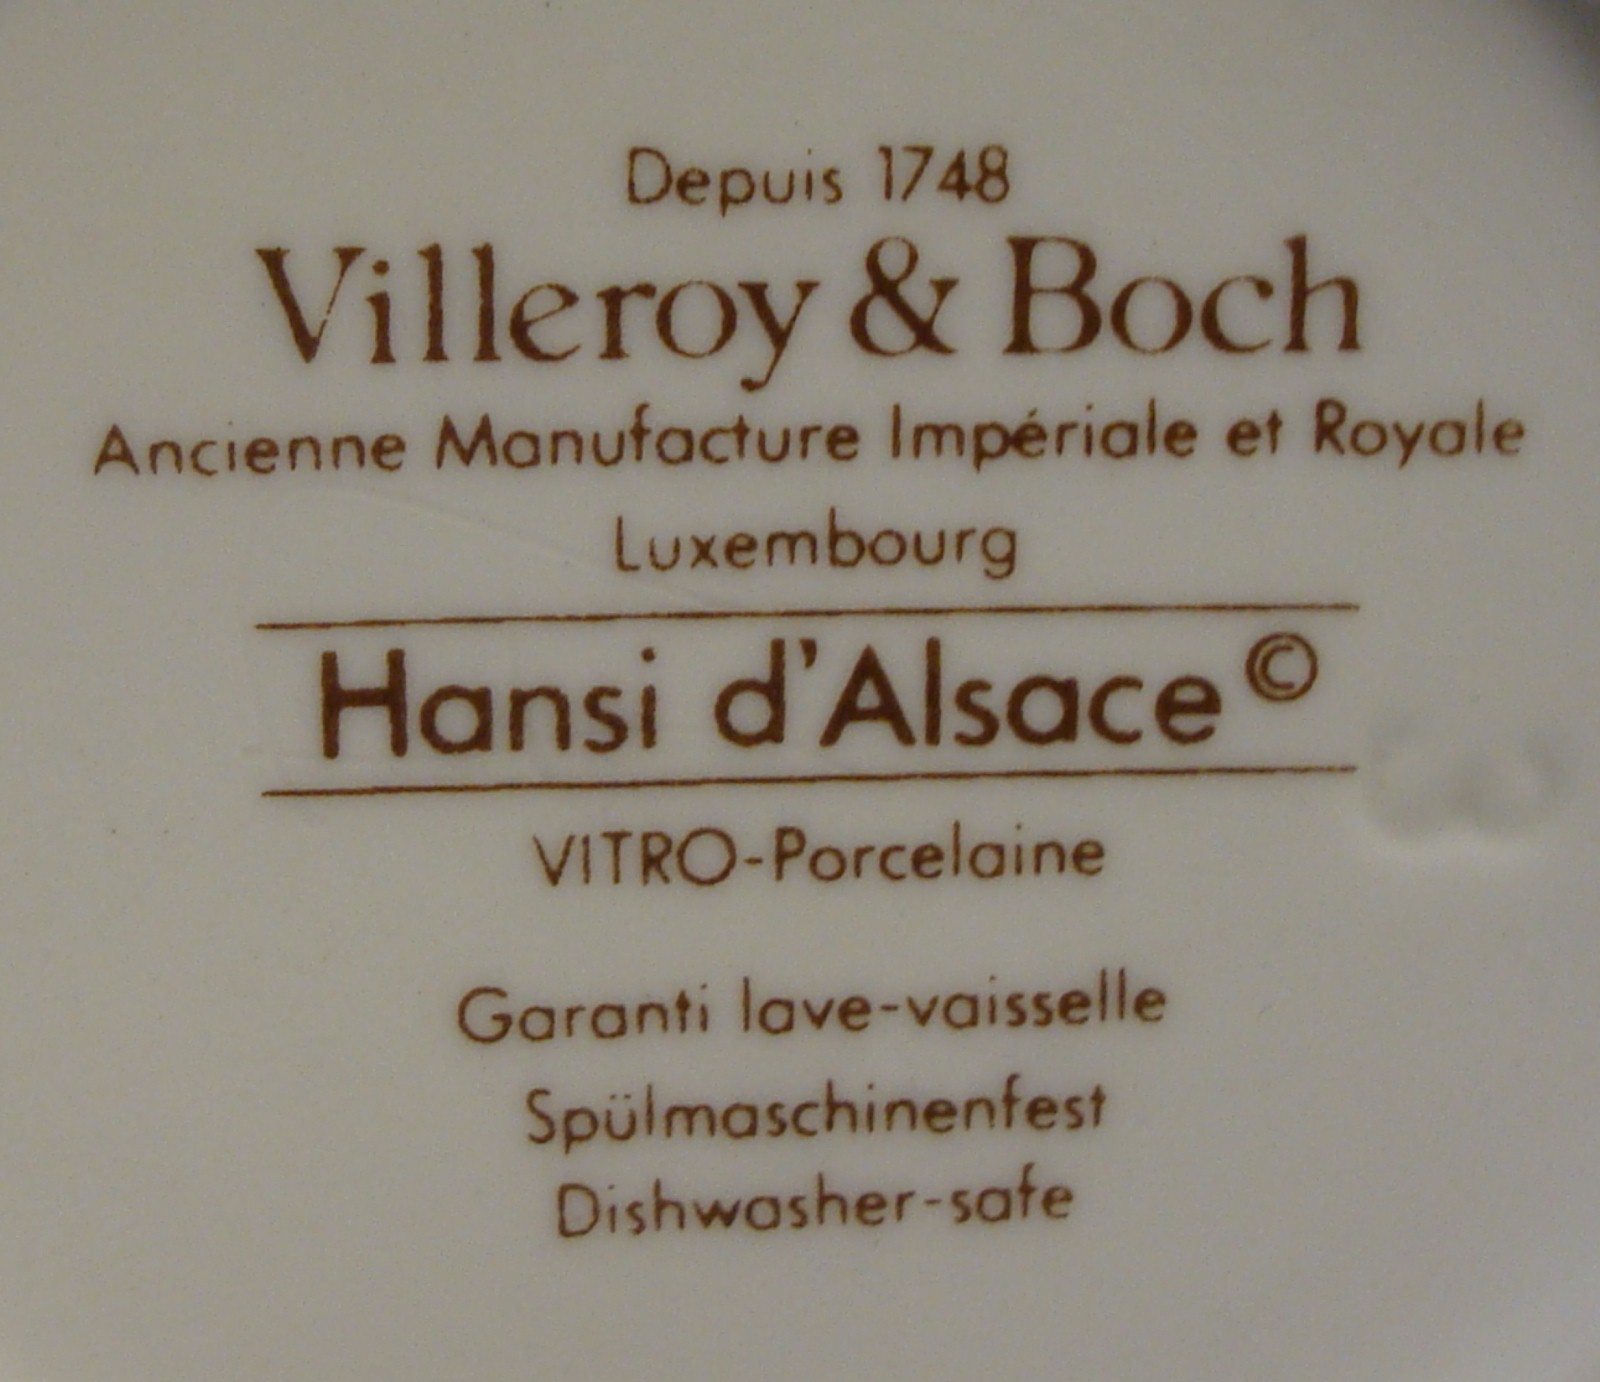 Depuis 1748
Villeroy & Boch
Ancienne Manufacture Impériale et Royale
Luxembourg
Hansi d'Alsace©
VITRO-Porcelaine
Garanti lave-vaisselle
Spülmaschinenfest
Dishwasher-safe